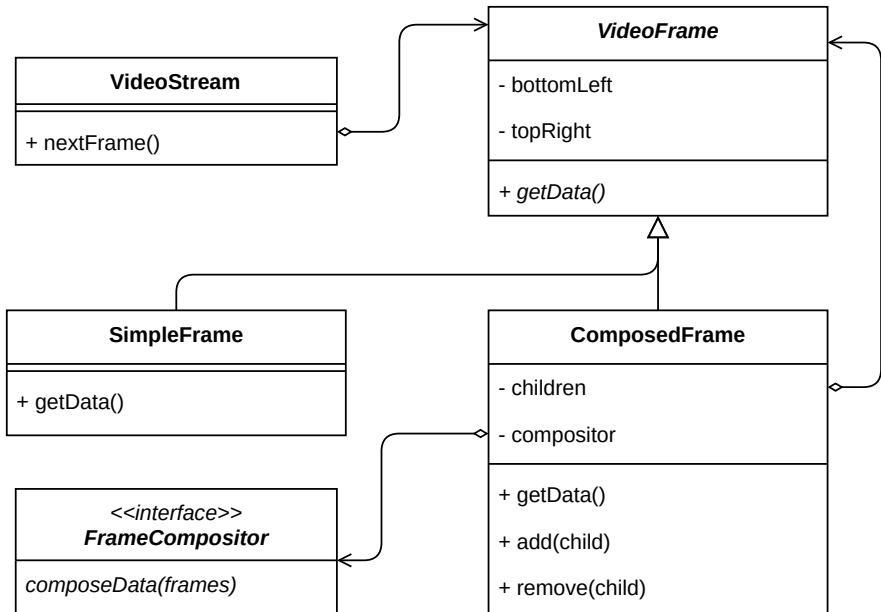 VideoFrame
- bottomLeft
- topRight
+ getData()
VideoStream
+ nextFrame()
SimpleFrame
+ getData()
ComposedFrame
- children
- compositor
+ getData()
+ add(child)
+ remove(child)
<<interface>>
FrameCompositor
composeData(frames)